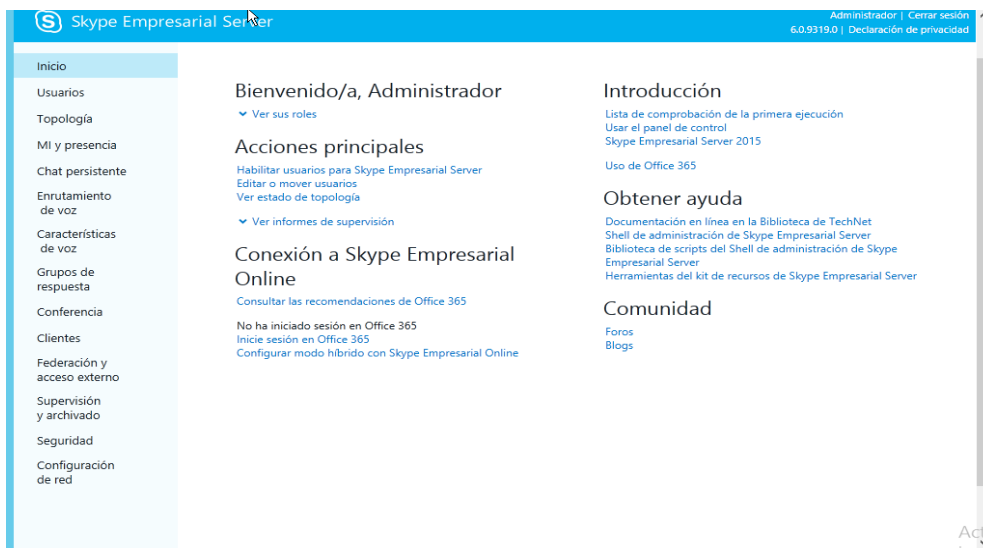 Skype Empresarial Server
Administrador | Cerrar sesión
6.0.9319.0 | Declaración de privacidad
Inicio
Usuarios
Topología
MI y presencia
Chat persistente
Enrutamiento
de voz
Características
de voz
Grupos de
respuesta
Conferencia
Clientes
Federación y
acceso externo
Supervisión
y archivado
Seguridad
Configuración
de red
Bienvenido/a, Administrador
Ver sus roles
Acciones principales
Habilitar usuarios para Skype Empresarial Server
Editar o mover usuarios
Ver estado de topología
Ver informes de supervisión
Conexión a Skype Empresarial
Online
Consultar las recomendaciones de Office 365
No ha iniciado sesión en Office 365
Inicie sesión en Office 365
Configurar modo híbrido con Skype Empresarial Online
Introducción
Lista de comprobación de la primera ejecución
Usar el panel de control
Skype Empresarial Server 2015
Uso de Office 365
Obtener ayuda
Documentación en línea en la Biblioteca de TechNet
Shell de administración de Skype Empresarial Server
Biblioteca de scripts del Shell de administración de Skype
Empresarial Server
Herramientas del kit de recursos de Skype Empresarial Server
Comunidad
Foros
Blogs